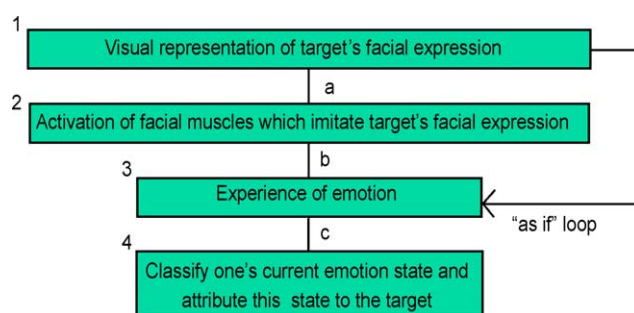 1
Visual representation of target's facial expression
a
2
Activation of facial muscles which imitate target's facial expression
b
3
Experience of emotion
"as if" loop
c
4
Classify one's current emotion state and
attribute this state to the target